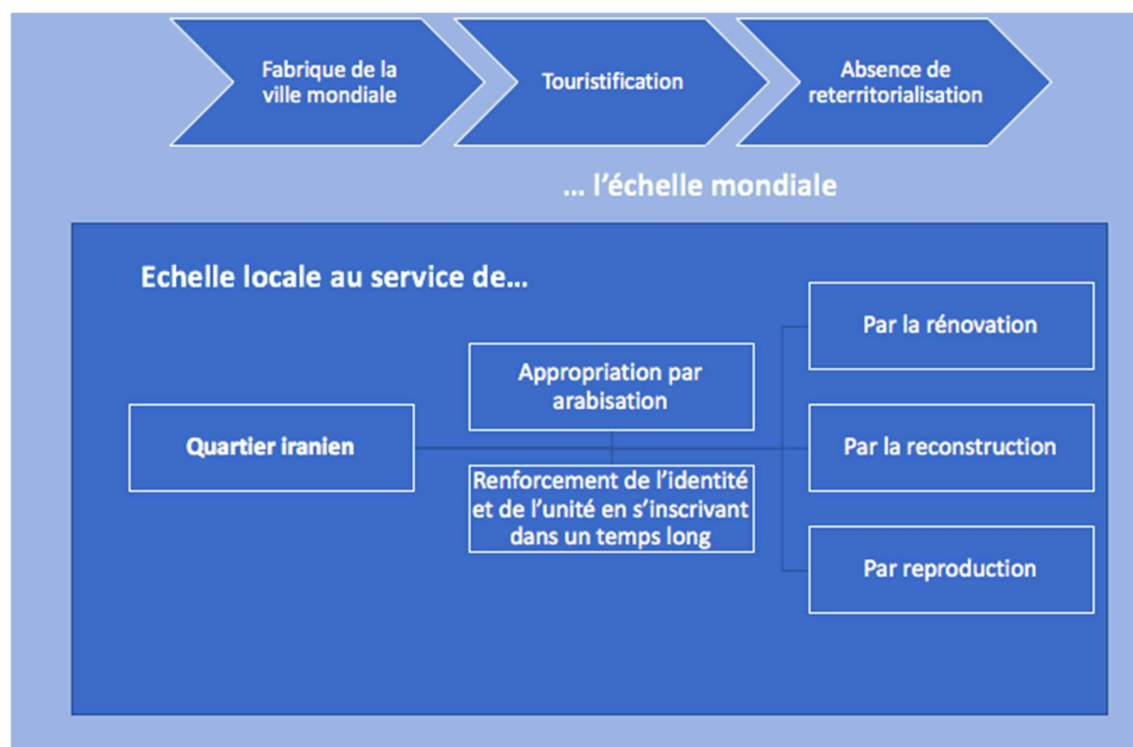 Fabrique de la
ville mondiale
Touristification
Absence de
reterritorialisation
... l'échelle mondiale
Echelle locale au service de...
Quartier iranien
Appropriation par
arabisation
Renforcement de l'identité
et de l'unité en s'inscrivant
dans un temps long
Par la rénovation
Par la reconstruction
Par reproduction